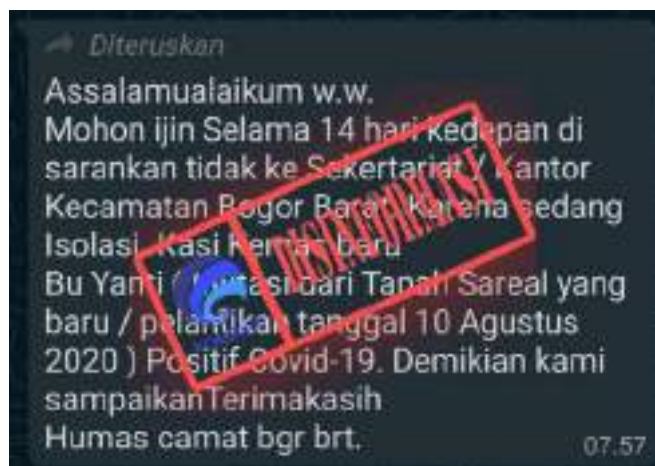 Diteruskan
Assalamualaikum w.w.
Mohon ijin Selama 14 hari kedepan di
sarankan tidak ke Sekertariat / Kantor
Kecamatan Bogor Barat, Karena sedang
Isolasi, Kasi Kemas baru
Bu Yanti ( dari Tanah Sareal yang
baru / pelantikan tanggal 10 Agustus
2020 ) Positif Covid-19. Demikian kami
sampaikanTerimakasih
Humas camat bgr brt.
07.57
DISINFORMASI